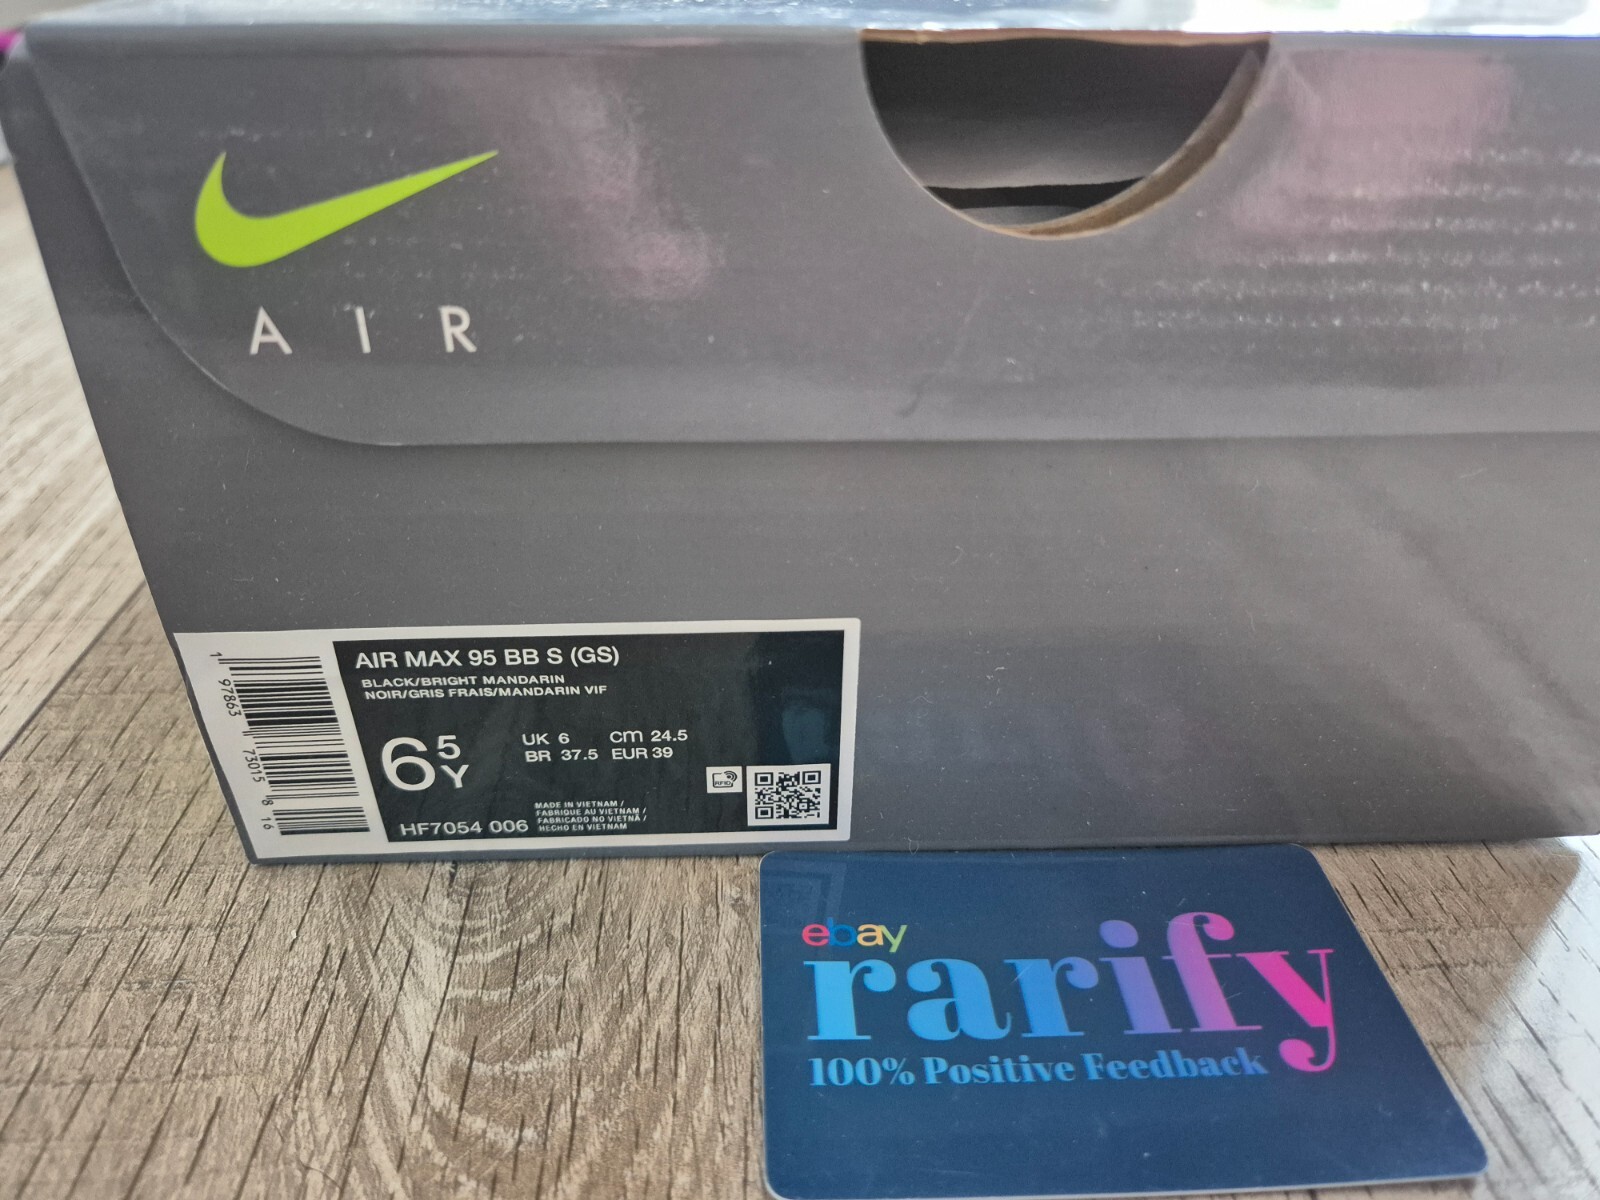 AIR
AIR MAX 95 BB S (GS)
BLACK/BRIGHT MANDARIN
NOIR/GRIS FRAIS/MANDARIN VIF
6 5 Y
UK 6 cm 24.5
BR 37.5 EUR 39
RFID
MADE IN VIETNAM /
FABRIQUE AU VIETNAM /
FABRICADO NO VIETNÃ /
HECHO EN VIETNAM
HF7054 006
1 97863 73015 8 16
ebay
rarify
100% Positive Feedback